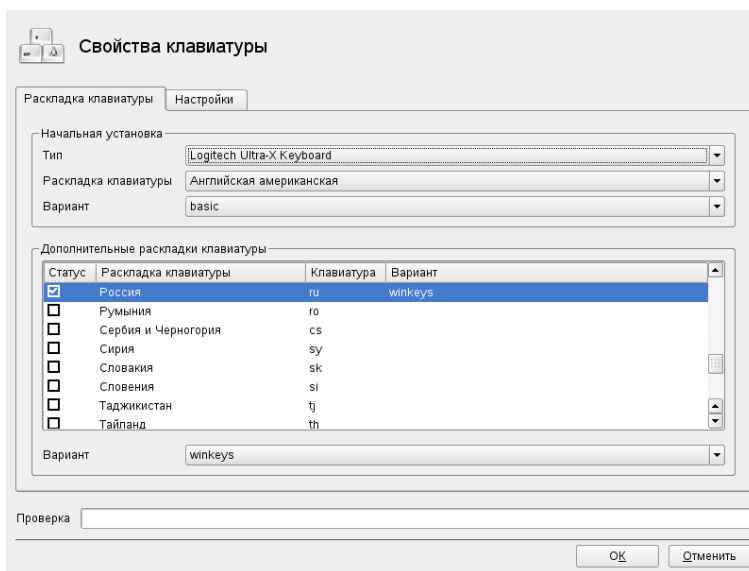 Свойства клавиатуры
Раскладка клавиатуры Настройки
Начальная установка
Тип Logitech Ultra-X Keyboard
Раскладка клавиатуры Английская американская
Вариант basic
Дополнительные раскладки клавиатуры
Статус Раскладка клавиатуры Клавиатура Вариант
Россия ru winkeys
Румыния ro
Сербия и Черногория cs
Сирия sy
Словакия sk
Словения si
Таджикистан tj
Тайланд th
Вариант winkeys
Проверка
OK Отменить